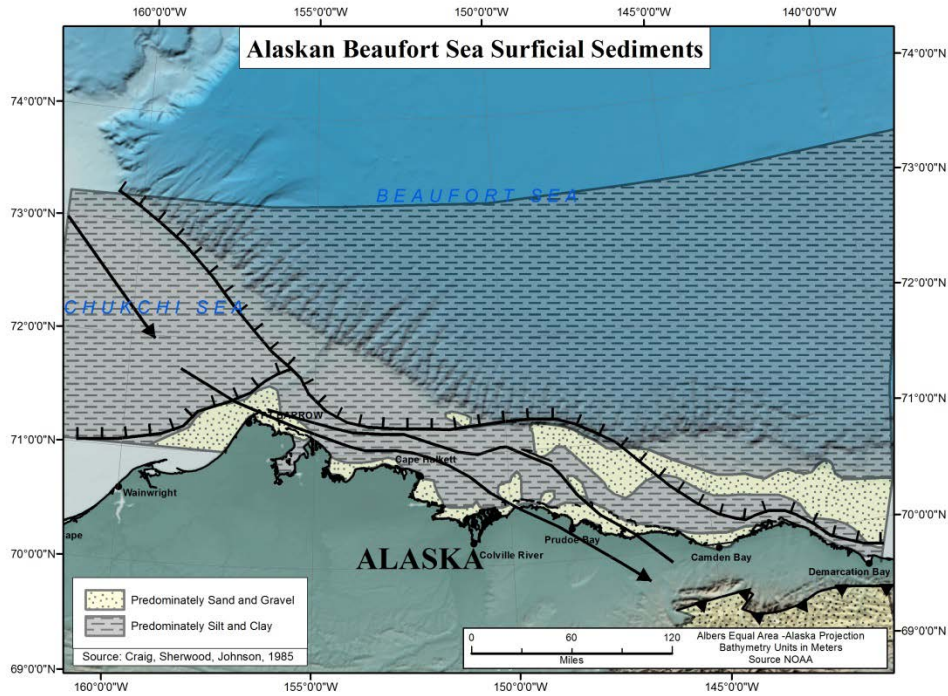 160°0'0"W 155°0'0"W 150°0'0"W 145°0'0"W 140°0'0"W
Alaskan Beaufort Sea Surficial Sediments
74°0'0"N
74°0'0"N
73°0'0"N
BEAUFORT SEA
73°0'0"N
72°0'0"N
CHUKCHI SEA
72°0'0"N
71°0'0"N
BARROW
71°0'0"N
Cape Halkett
Wainwright
70°0'0"N
ape
Prudoe Bay
70°0'0"N
ALASKA
Colville River
Camden Bay
Demarcation Bay
Predominately Sand and Gravel
Predominately Silt and Clay
Source: Craig, Sherwood, Johnson, 1985
0 60 120
Miles
Albers Equal Area -Alaska Projection
Bathymetry Units in Meters
Source NOAA
69°0'0"N
69°0'0"N
160°0'0"W 155°0'0"W 150°0'0"W 145°0'0"W